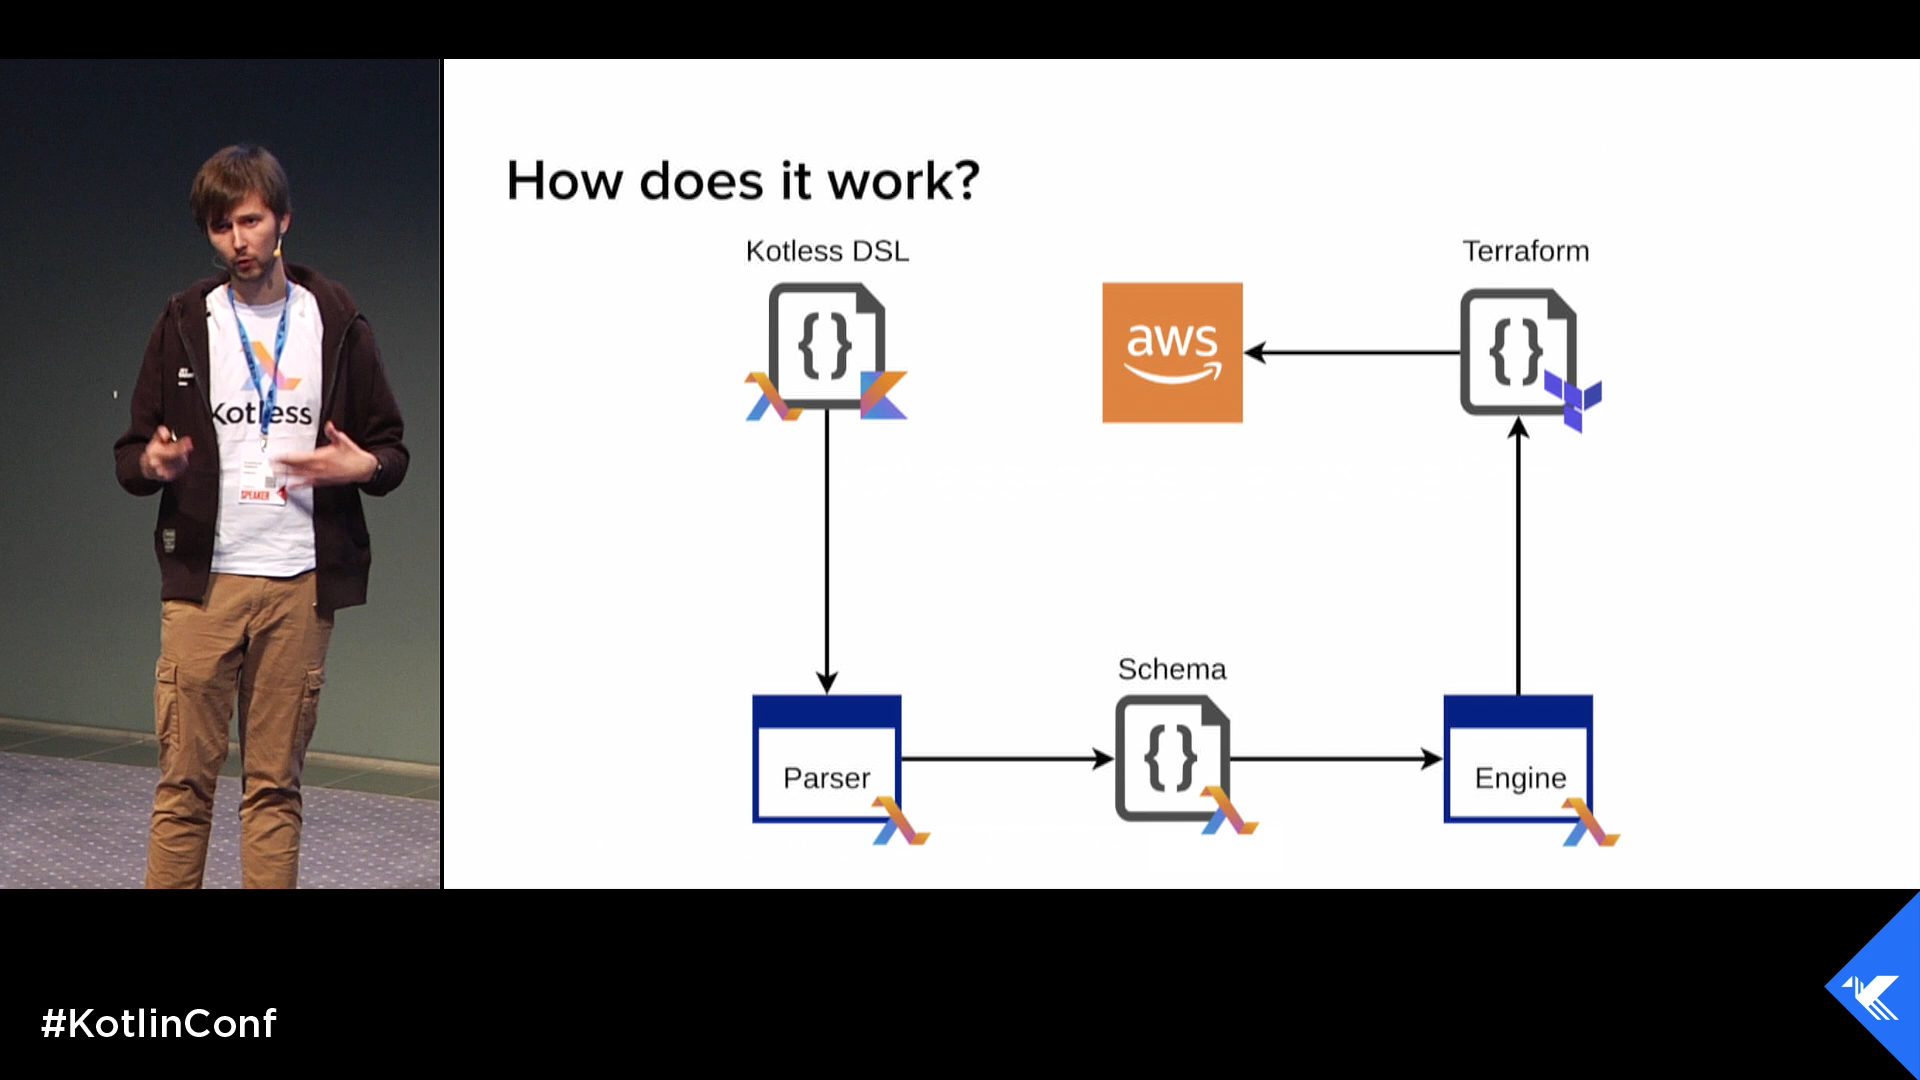 How does it work?
Kotless DSL
{}
aws
Terraform
{}
Kotless
SPEAKER
Schema
{}
Parser
Engine
#KotlinConf